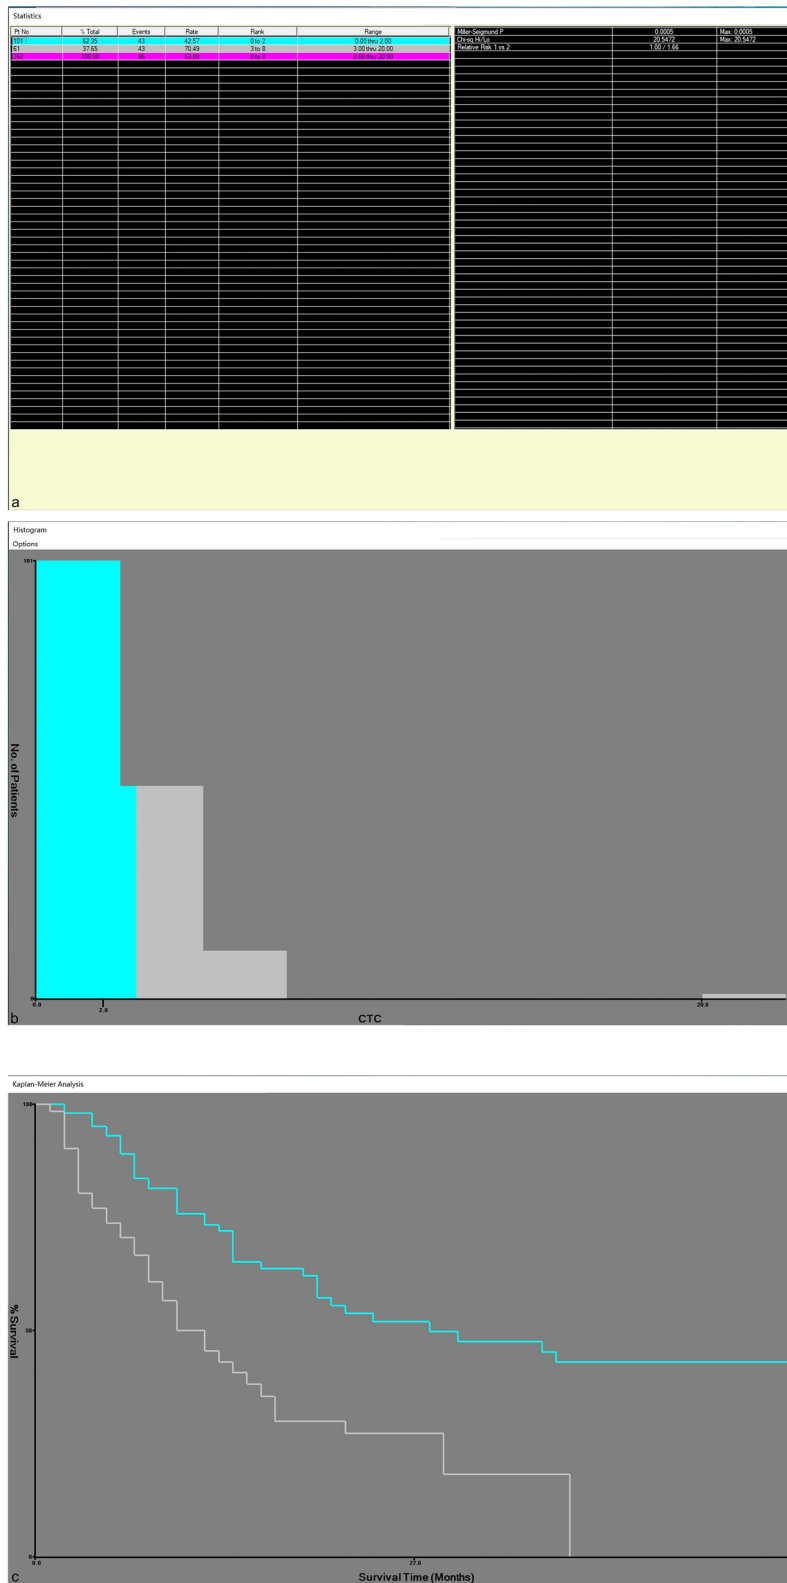 Statistics
Pt No % Total Events Rate Rank Range
101 62.35 43 42.57 0 to 2 0.00 thru 2.00
61 37.65 43 70.49 3 to 8 3.00 thru 20.00
162 100.00 86 53.09 0 to 8 0.00 thru 20.00
Miller-Seigmund P 0.0005 Max: 0.0005
Chi-sq Hi/Lo 20.5472 Max: 20.5472
Relative Risk 1 vs 2 1.00 / 1.66
a
Histogram
Options
101
No. of Patients
0
0.0
2.0
20.0
CTC
b
Kaplan-Meier Analysis
100
% Survival
50
0
0.0
27.0
Survival Time (Months)
c